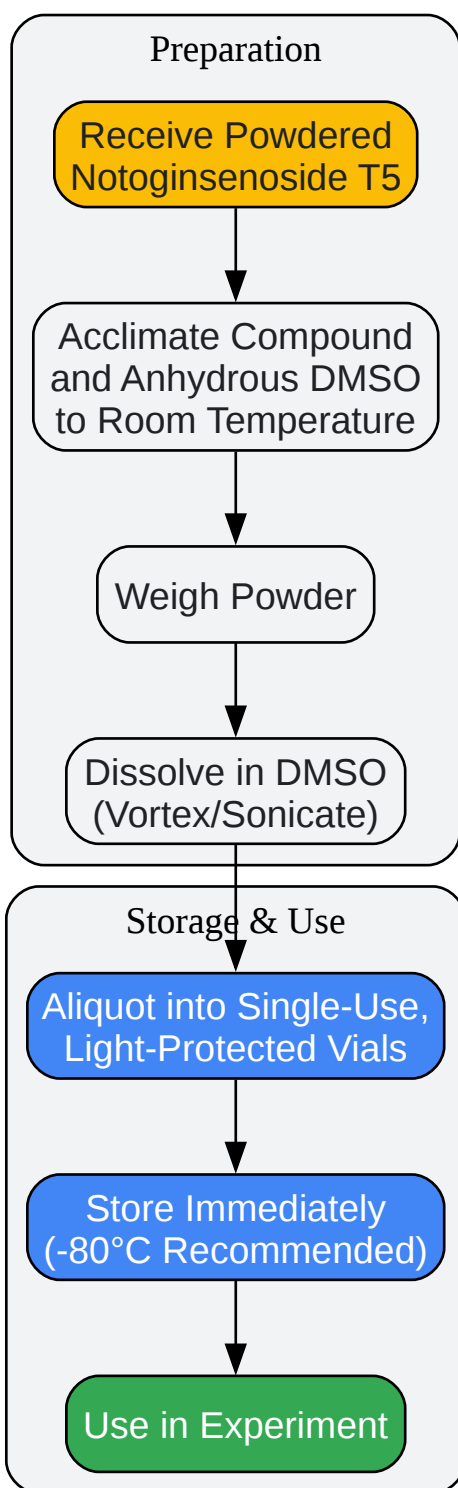 Preparation
Receive Powdered
Notoginsenoside T5
Acclimate Compound
and Anhydrous DMSO
to Room Temperature
Weigh Powder
Dissolve in DMSO
(Vortex/Sonicate)
Storage & Use
Aliquot into Single-Use,
Light-Protected Vials
Store Immediately
(-80°C Recommended)
Use in Experiment